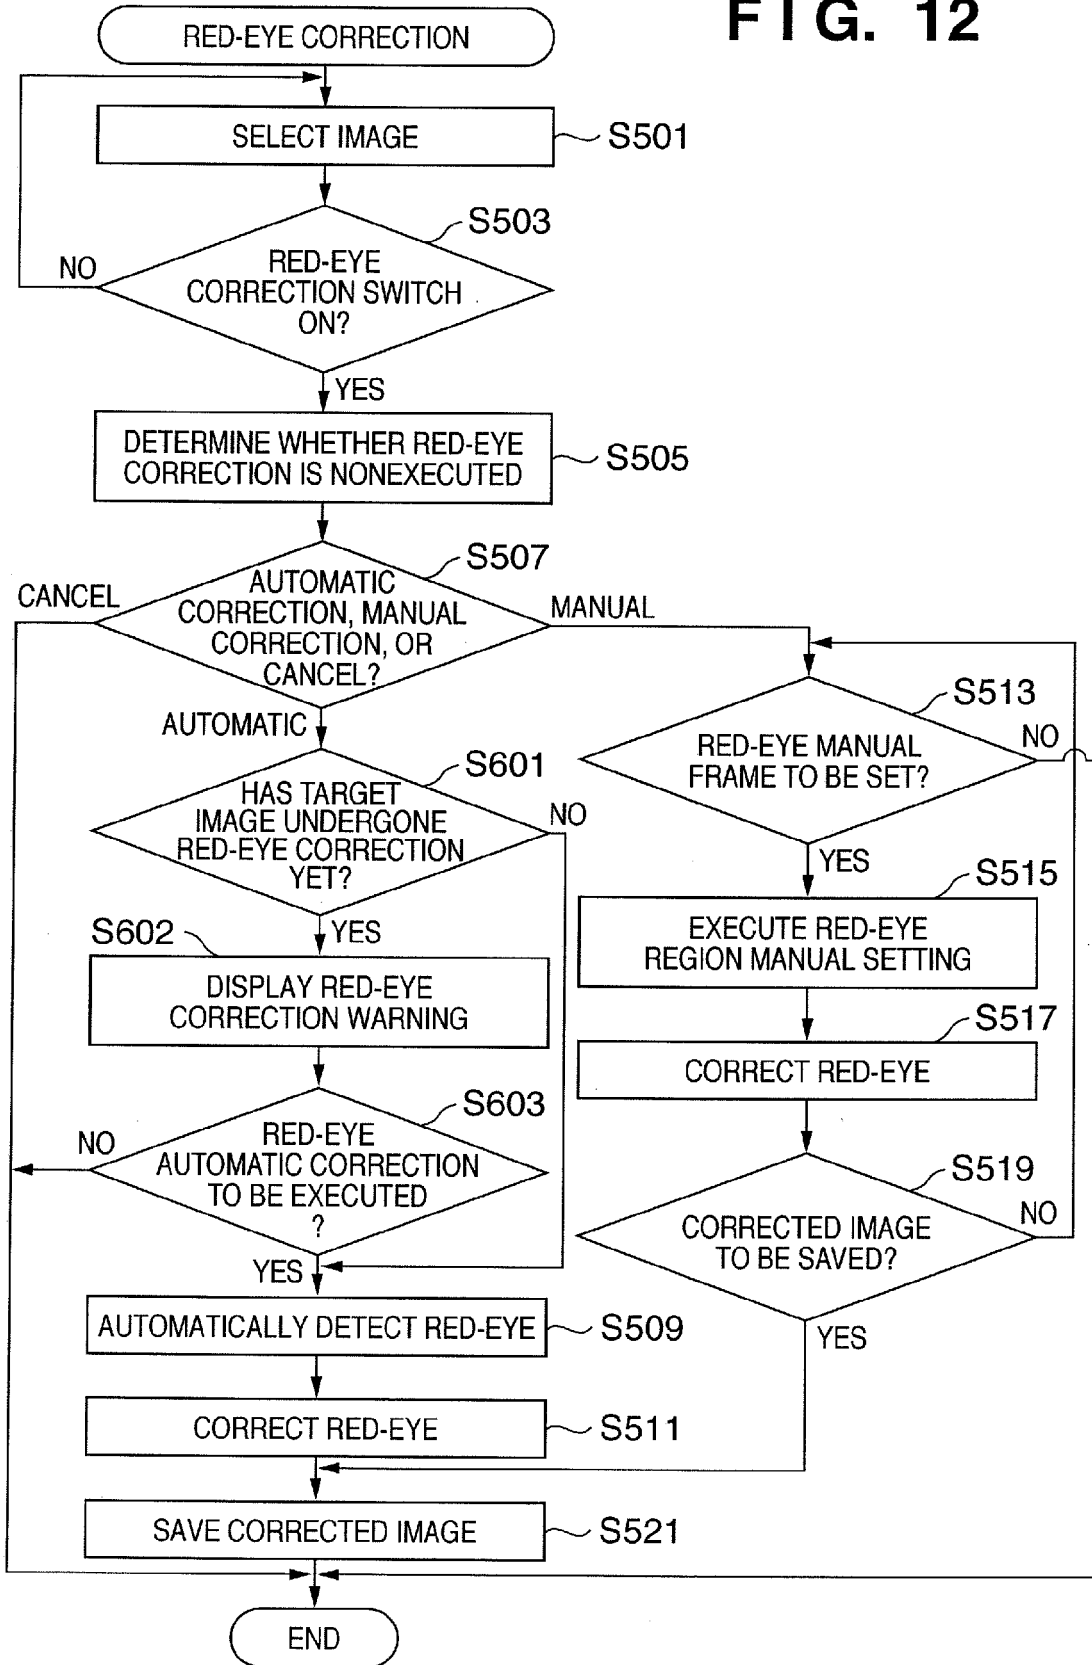 FIG. 12
RED-EYE CORRECTION
SELECT IMAGE
S501
S503
RED-EYE
CORRECTION SWITCH
ON?
NO
YES
DETERMINE WHETHER RED-EYE
CORRECTION IS NONEXECUTED
S505
S507
AUTOMATIC
CORRECTION, MANUAL
CORRECTION, OR
CANCEL?
CANCEL
MANUAL
AUTOMATIC
S601
HAS TARGET
IMAGE UNDERGONE
RED-EYE CORRECTION
YET?
NO
YES
S602
DISPLAY RED-EYE
CORRECTION WARNING
S603
RED-EYE
AUTOMATIC CORRECTION
TO BE EXECUTED
?
NO
YES
AUTOMATICALLY DETECT RED-EYE
S509
CORRECT RED-EYE
S511
SAVE CORRECTED IMAGE
S521
END
S513
RED-EYE MANUAL
FRAME TO BE SET?
NO
YES
S515
EXECUTE RED-EYE
REGION MANUAL SETTING
S517
CORRECT RED-EYE
S519
CORRECTED IMAGE
TO BE SAVED?
NO
YES